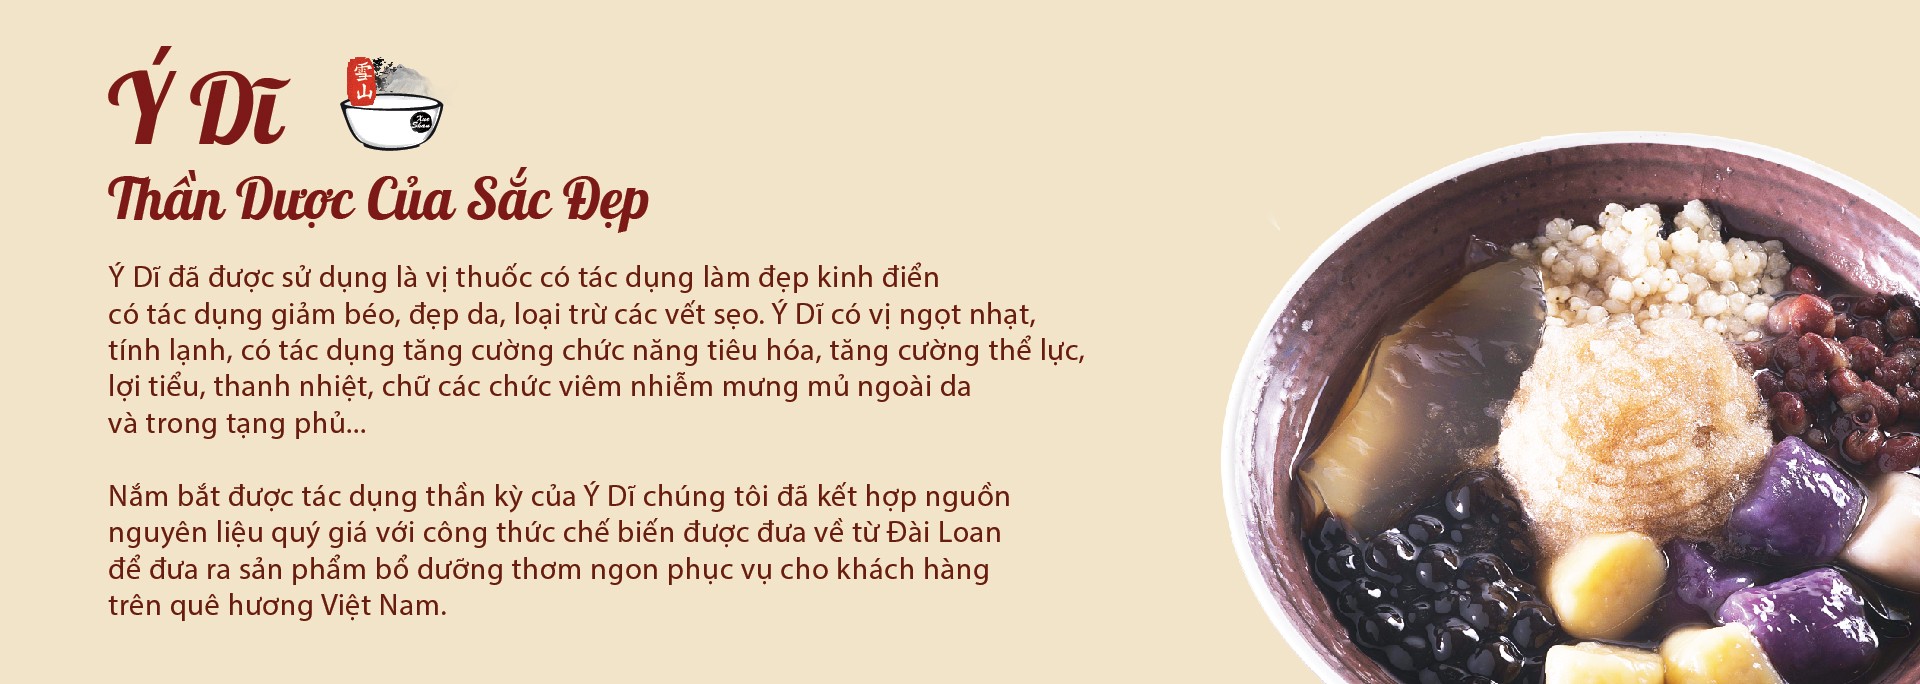 Ý Dĩ
雪山
Xue
Shan
Thần Dược Của Sắc Đẹp
Ý Dĩ đã được sử dụng là vị thuốc có tác dụng làm đẹp kinh điển
có tác dụng giảm béo, đẹp da, loại trừ các vết sẹo. Ý Dĩ có vị ngọt nhạt,
tính lạnh, có tác dụng tăng cường chức năng tiêu hóa, tăng cường thể lực,
lợi tiểu, thanh nhiệt, chữ các chức viêm nhiễm mưng mủ ngoài da
và trong tạng phủ...
Nắm bắt được tác dụng thần kỳ của Ý Dĩ chúng tôi đã kết hợp nguồn
nguyên liệu quý giá với công thức chế biến được đưa về từ Đài Loan
để đưa ra sản phẩm bổ dưỡng thơm ngon phục vụ cho khách hàng
trên quê hương Việt Nam.